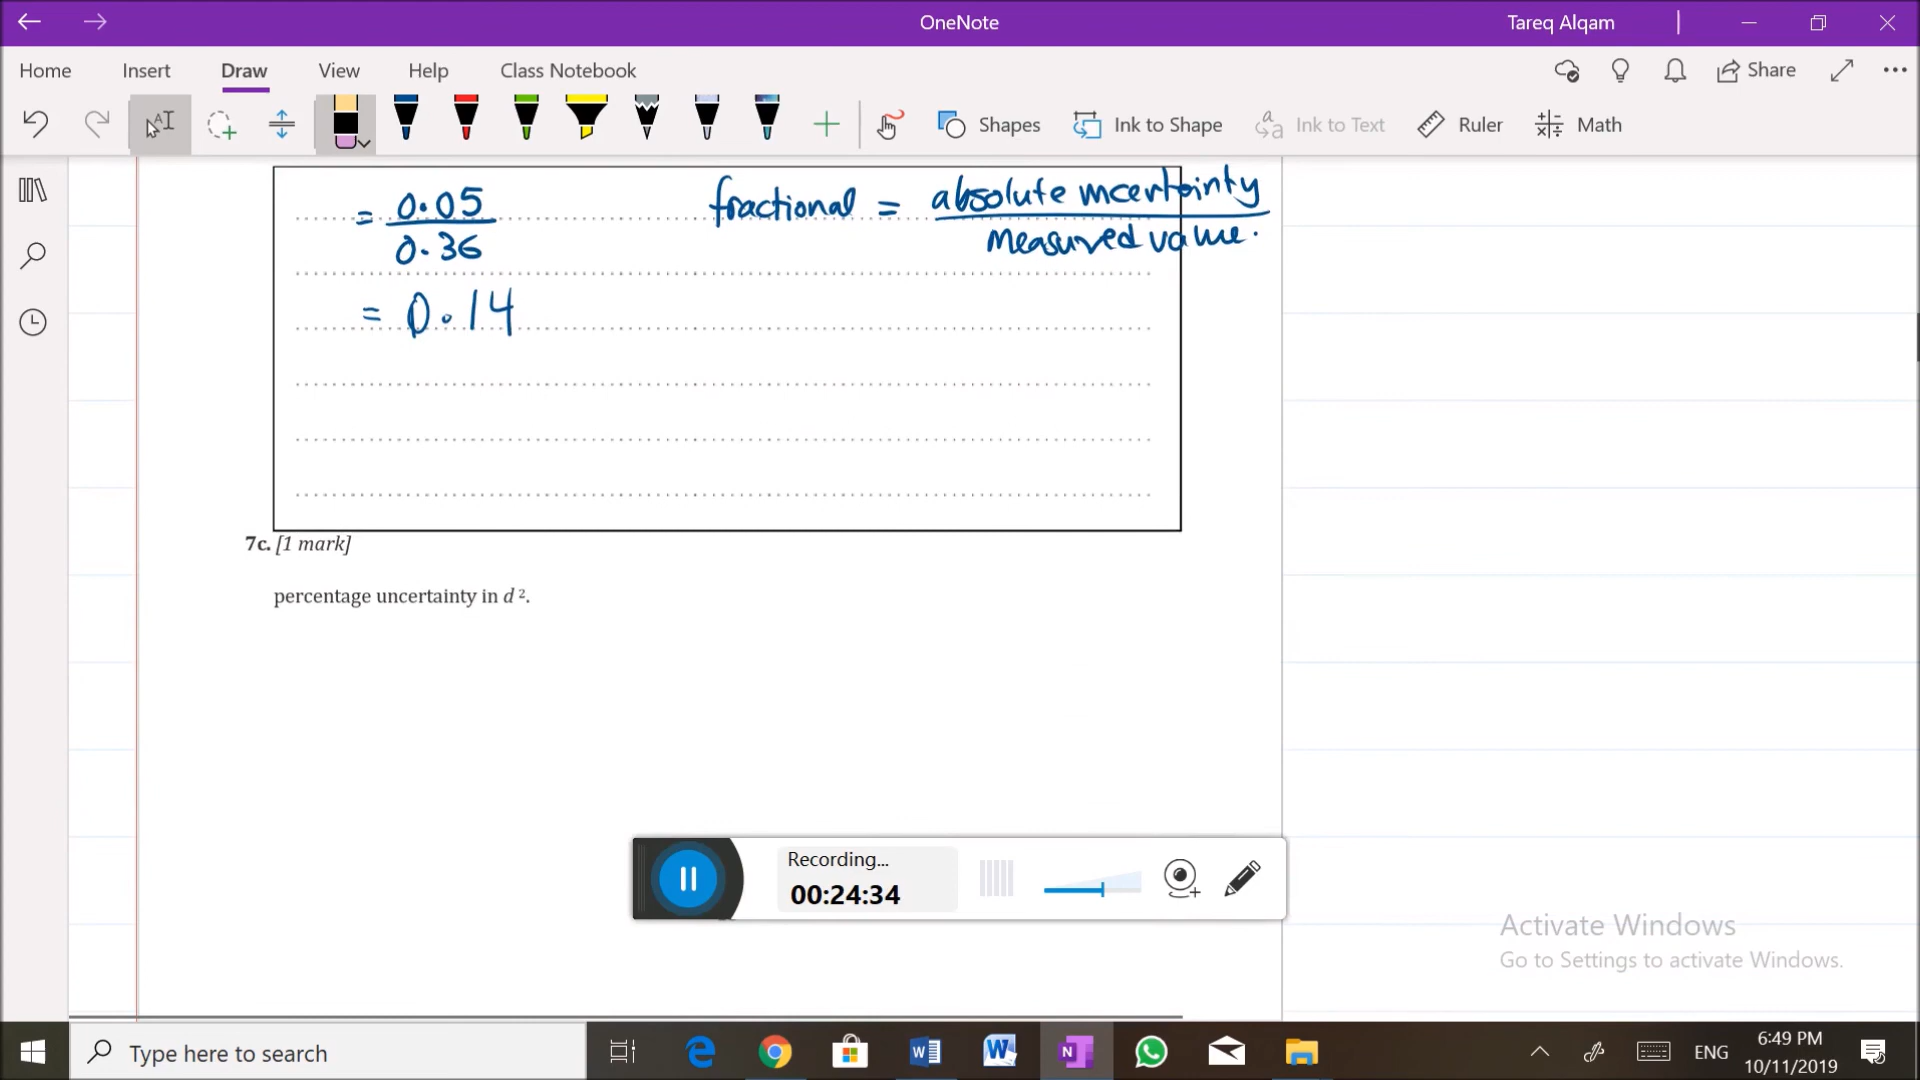 OneNote
Tareq Alqam
Home Insert Draw View Help Class Notebook
Share
Shapes Ink to Shape Ink to Text Ruler Math
= 0.05
0.36
= 0.14
fractional = absolute uncertainty
measured value.
7c. [1 mark]
percentage uncertainty in d ².
Recording...
00:24:34
Activate Windows
Go to Settings to activate Windows.
Type here to search
ENG
6:49 PM
10/11/2019